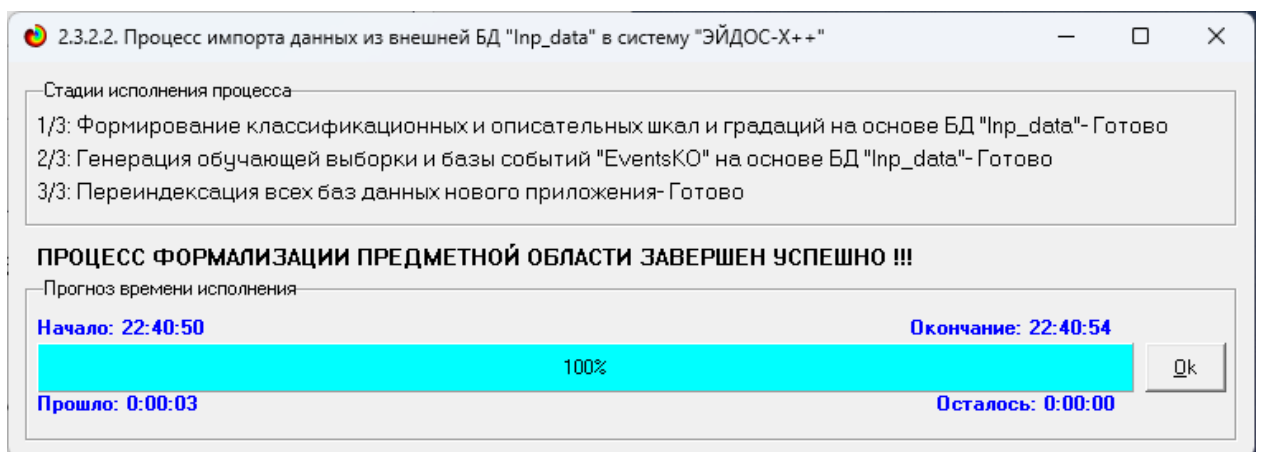 2.3.2.2. Процесс импорта данных из внешней БД "Inp_data" в систему "ЭЙДОС-X++"
Стадии исполнения процесса
1/3: Формирование классификационных и описательных шкал и градаций на основе БД "Inp_data"- Готово
2/3: Генерация обучающей выборки и базы событий "EventsKO" на основе БД "Inp_data"- Готово
3/3: Переиндексация всех баз данных нового приложения- Готово
ПРОЦЕСС ФОРМАЛИЗАЦИИ ПРЕДМЕТНОЙ ОБЛАСТИ ЗАВЕРШЕН УСПЕШНО !!!
Прогноз времени исполнения
Начало: 22:40:50 Окончание: 22:40:54
100% Ok
Прошло: 0:00:03 Осталось: 0:00:00